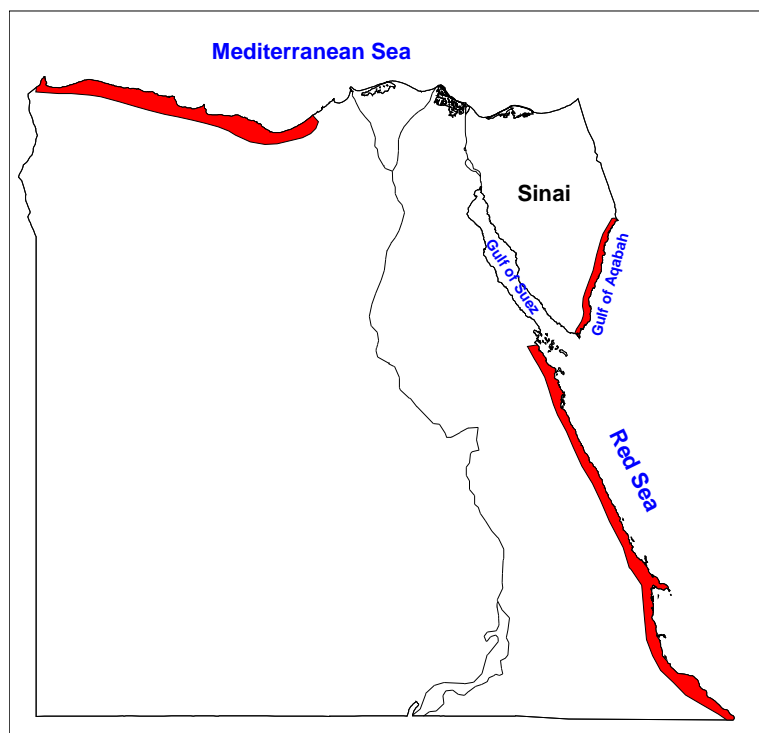 Mediterranean Sea
Sinai
Gulf of Suez
Gulf of Aqabah
Red Sea